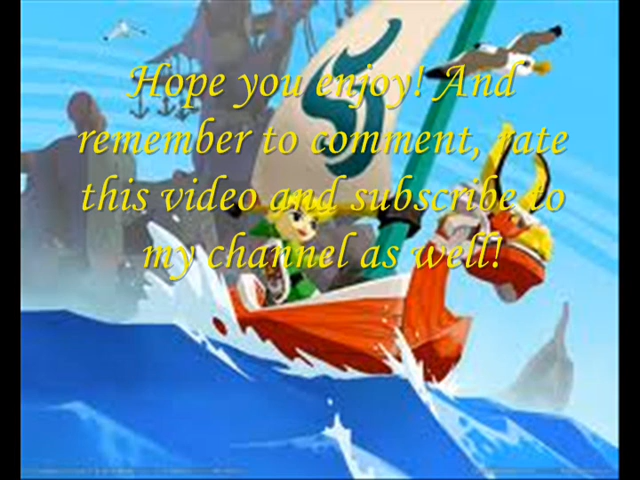 Hope you enjoy! And
remember to comment, rate
this video and subscribe to
my channel as well!